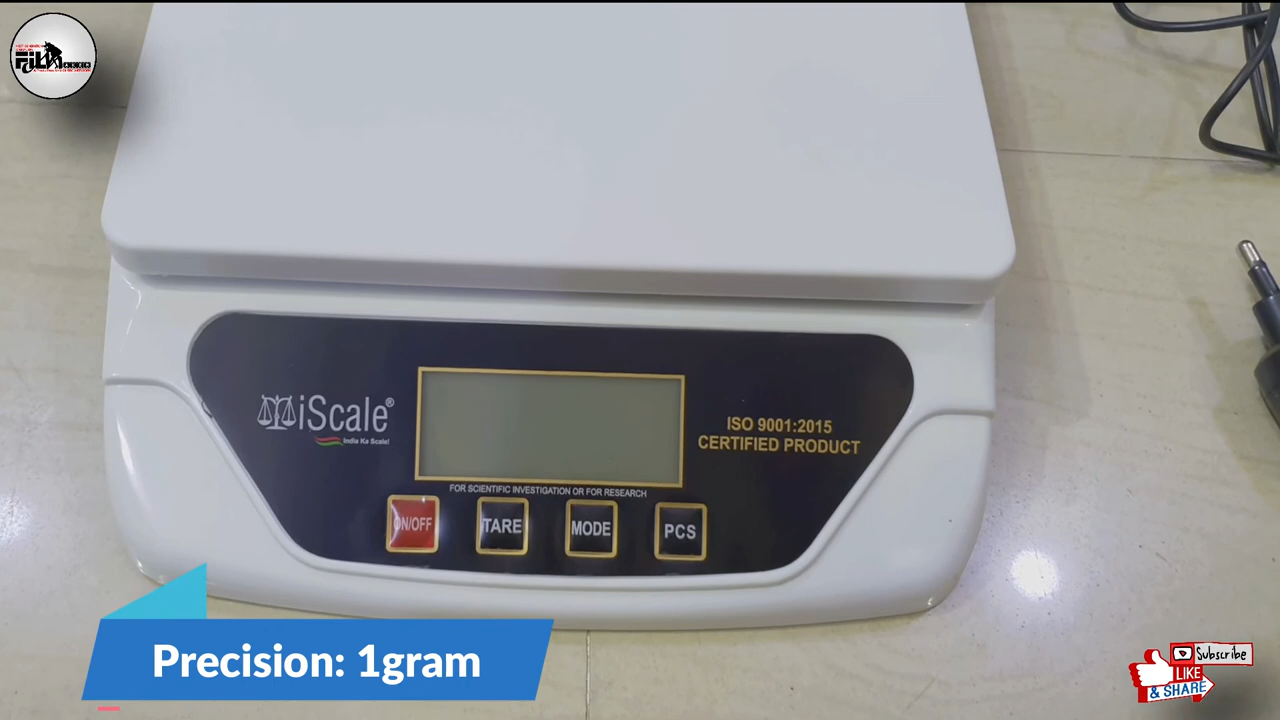 FiLM
iScale®
India Ka Scale!
ISO 9001:2015
CERTIFIED PRODUCT
FOR SCIENTIFIC INVESTIGATION OR FOR RESEARCH
ON/OFF
TARE
MODE
PCS
Precision: 1gram
Subscribe
LIKE
& SHARE